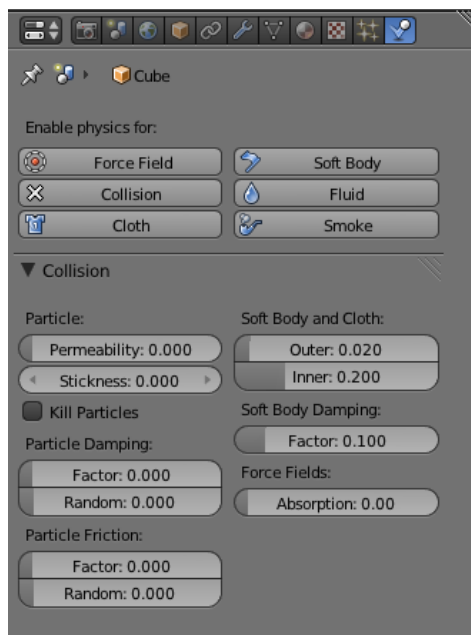 Cube
Enable physics for:
Force Field
Soft Body
Collision
Fluid
Cloth
Smoke
Collision
Particle:
Permeability: 0.000
Stickness: 0.000
Kill Particles
Particle Damping:
Factor: 0.000
Random: 0.000
Particle Friction:
Factor: 0.000
Random: 0.000
Soft Body and Cloth:
Outer: 0.020
Inner: 0.200
Soft Body Damping:
Factor: 0.100
Force Fields:
Absorption: 0.00